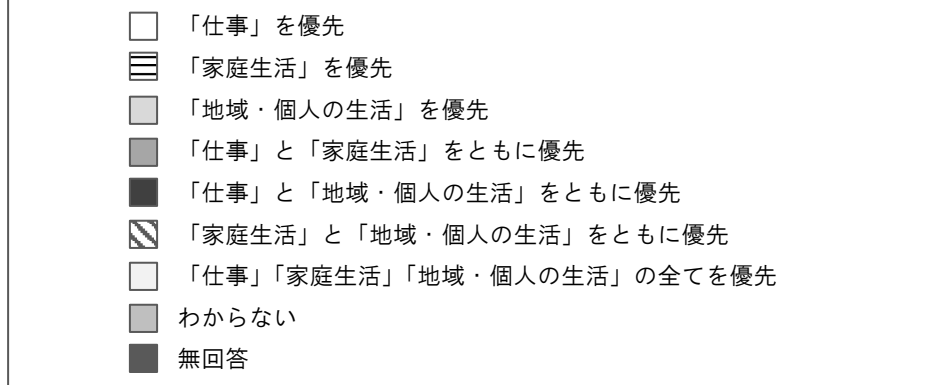 「仕事」を優先
「家庭生活」を優先
「地域・個人の生活」を優先
「仕事」と「家庭生活」をともに優先
「仕事」と「地域・個人の生活」をともに優先
「家庭生活」と「地域・個人の生活」をともに優先
「仕事」「家庭生活」「地域・個人の生活」の全てを優先
わからない
無回答